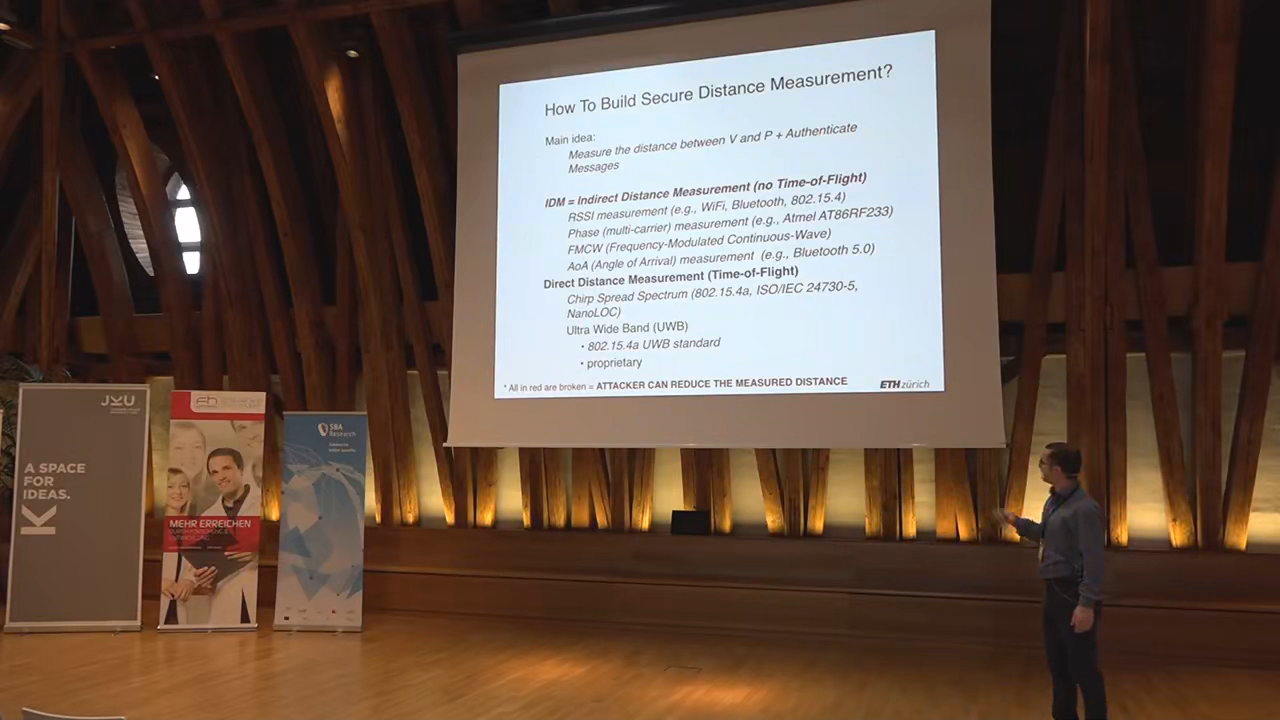 How To Build Secure Distance Measurement?
Main idea:
Measure the distance between V and P + Authenticate
Messages
IDM = Indirect Distance Measurement (no Time-of-Flight)
RSSI measurement (e.g., WiFi, Bluetooth, 802.15.4)
Phase (multi-carrier) measurement (e.g., Atmel AT86RF233)
FMCW (Frequency-Modulated Continuous-Wave)
AoA (Angle of Arrival) measurement (e.g., Bluetooth 5.0)
Direct Distance Measurement (Time-of-Flight)
Chirp Spread Spectrum (802.15.4a, ISO/IEC 24730-5,
NanoLOC)
Ultra Wide Band (UWB)
• 802.15.4a UWB standard
• proprietary
* All in red are broken = ATTACKER CAN REDUCE THE MEASURED DISTANCE
ETH zürich
JKU
A SPACE
FOR
IDEAS.
K
fh
MEHR ERREICHEN
SBA
Research